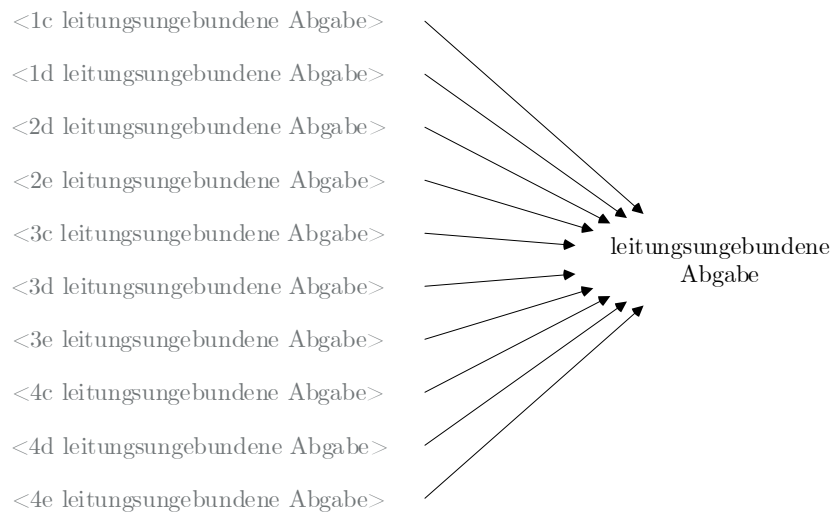 <1c leitungsungebundene Abgabe>
<1d leitungsungebundene Abgabe>
<2d leitungsungebundene Abgabe>
<2e leitungsungebundene Abgabe>
<3c leitungsungebundene Abgabe>
leitungsungebundene
Abgabe
<3d leitungsungebundene Abgabe>
<3e leitungsungebundene Abgabe>
<4c leitungsungebundene Abgabe>
<4d leitungsungebundene Abgabe>
<4e leitungsungebundene Abgabe>